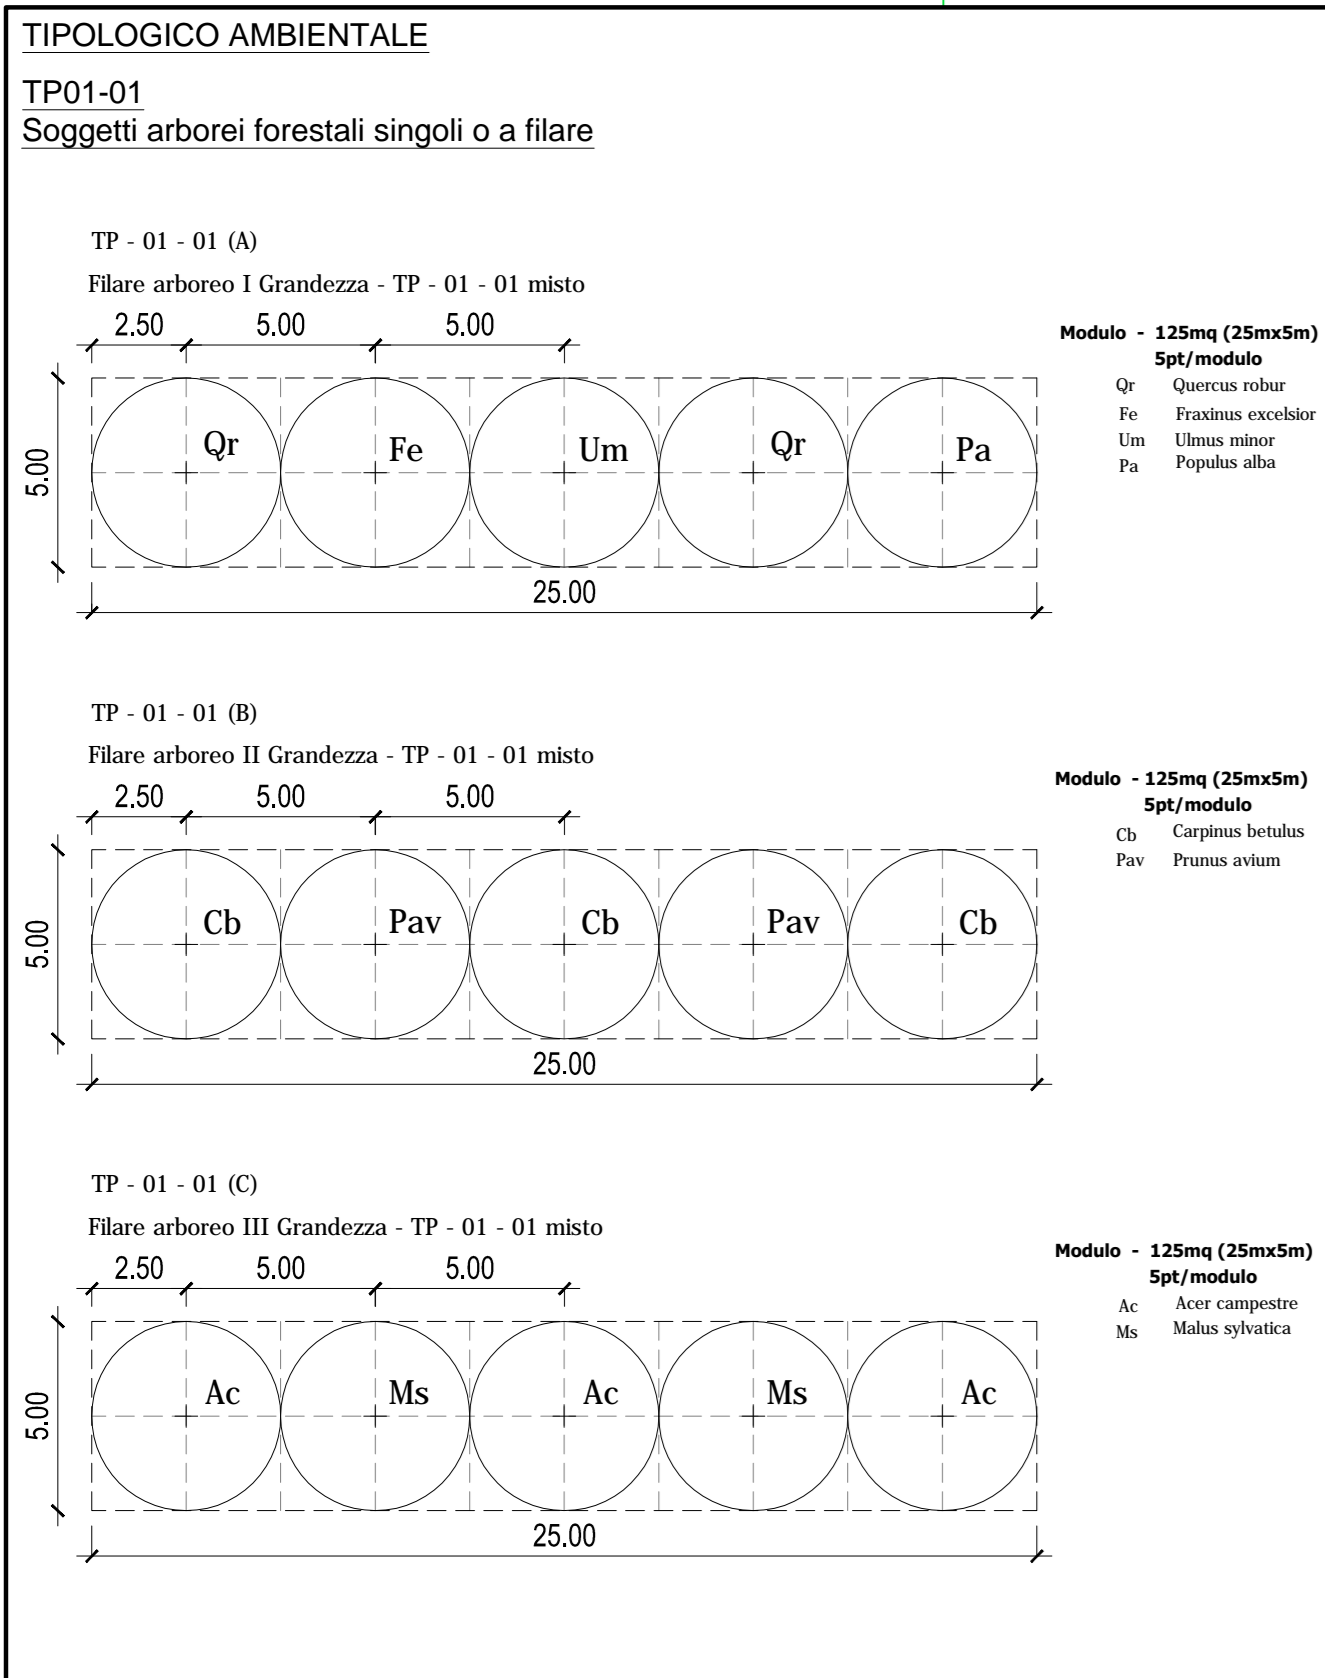 TIPOLOGICO AMBIENTALE
TP01-01
Soggetti arborei forestali singoli o a filare
TP - 01 - 01 (A)
Filare arboreo I Grandezza - TP - 01 - 01 misto
2.50 5.00 5.00
5.00
Qr Fe Um Qr Pa
25.00
Modulo - 125mq (25mx5m)
5pt/modulo
Qr Quercus robur
Fe Fraxinus excelsior
Um Ulmus minor
Pa Populus alba
TP - 01 - 01 (B)
Filare arboreo II Grandezza - TP - 01 - 01 misto
2.50 5.00 5.00
5.00
Cb Pav Cb Pav Cb
25.00
Modulo - 125mq (25mx5m)
5pt/modulo
Cb Carpinus betulus
Pav Prunus avium
TP - 01 - 01 (C)
Filare arboreo III Grandezza - TP - 01 - 01 misto
2.50 5.00 5.00
5.00
Ac Ms Ac Ms Ac
25.00
Modulo - 125mq (25mx5m)
5pt/modulo
Ac Acer campestre
Ms Malus sylvatica